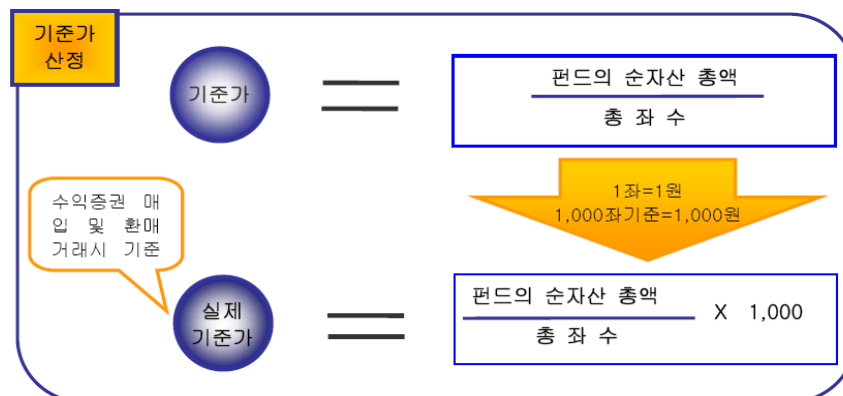 기준가
산정
기준가
펀드의 순자산 총액
총 좌 수
1좌=1원
1,000좌기준=1,000원
수익증권 매
입 및 환매
거래시 기준
실제
기준가
펀드의 순자산 총액
총 좌 수
X 1,000